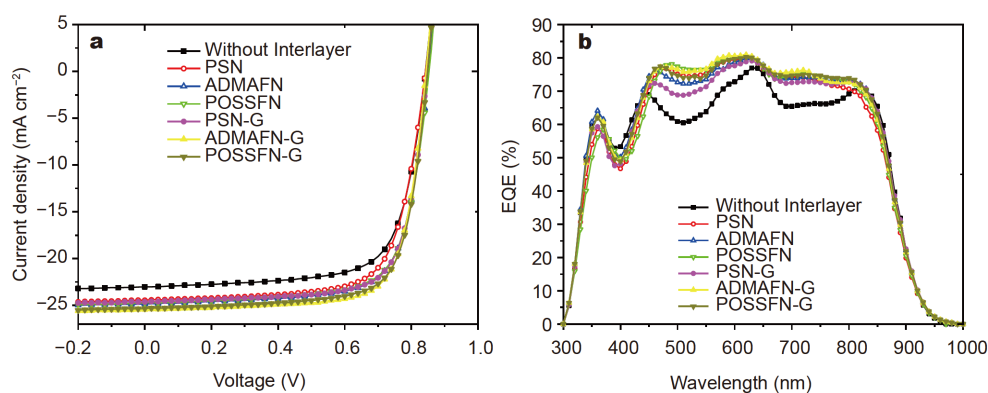 a
5
0
−5
−10
−15
−20
−25
Current density (mA cm⁻²)
Without Interlayer
PSN
ADMAFN
POSSFN
PSN-G
ADMAFN-G
POSSFN-G
−0.2
0.0
0.2
0.4
0.6
0.8
1.0
Voltage (V)
b
90
80
70
60
50
40
30
20
10
0
EQE (%)
Without Interlayer
PSN
ADMAFN
POSSFN
PSN-G
ADMAFN-G
POSSFN-G
300
400
500
600
700
800
900
1000
Wavelength (nm)